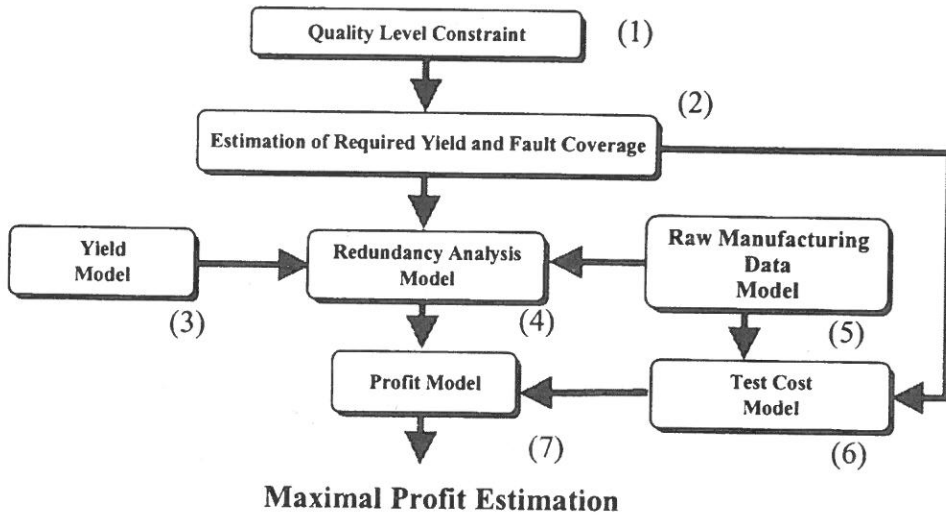 Quality Level Constraint
(1)
(2)
Estimation of Required Yield and Fault Coverage
Yield
Model
(3)
Redundancy Analysis
Model
(4)
Raw Manufacturing
Data
Model
(5)
Profit Model
(7)
Test Cost
Model
(6)
Maximal Profit Estimation